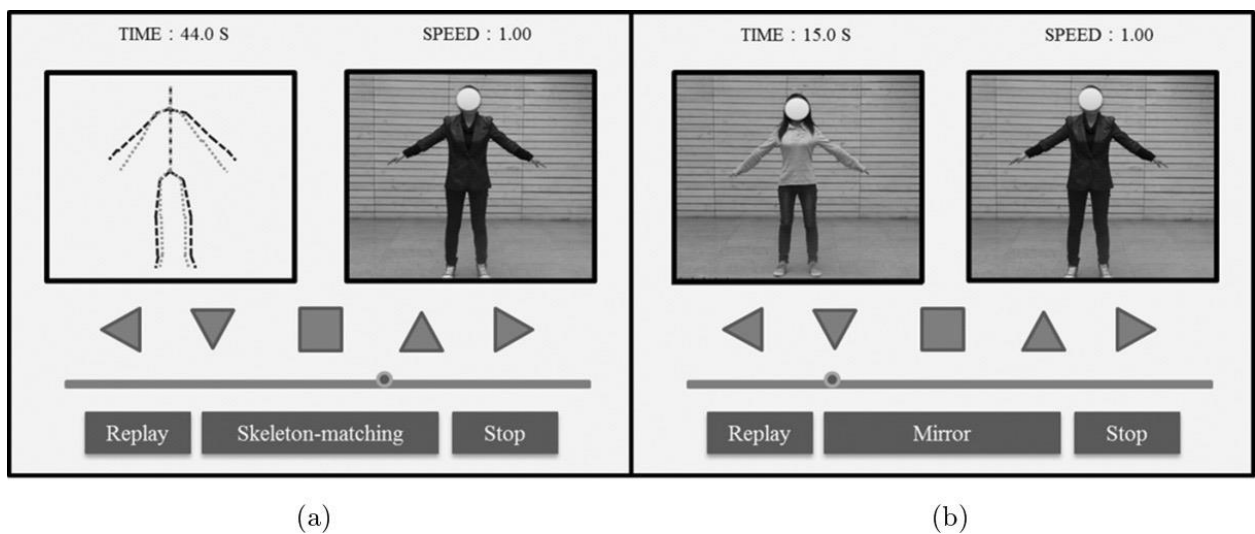 TIME : 44.0 S
SPEED : 1.00
Replay
Skeleton-matching
Stop
(a)
TIME : 15.0 S
SPEED : 1.00
Replay
Mirror
Stop
(b)